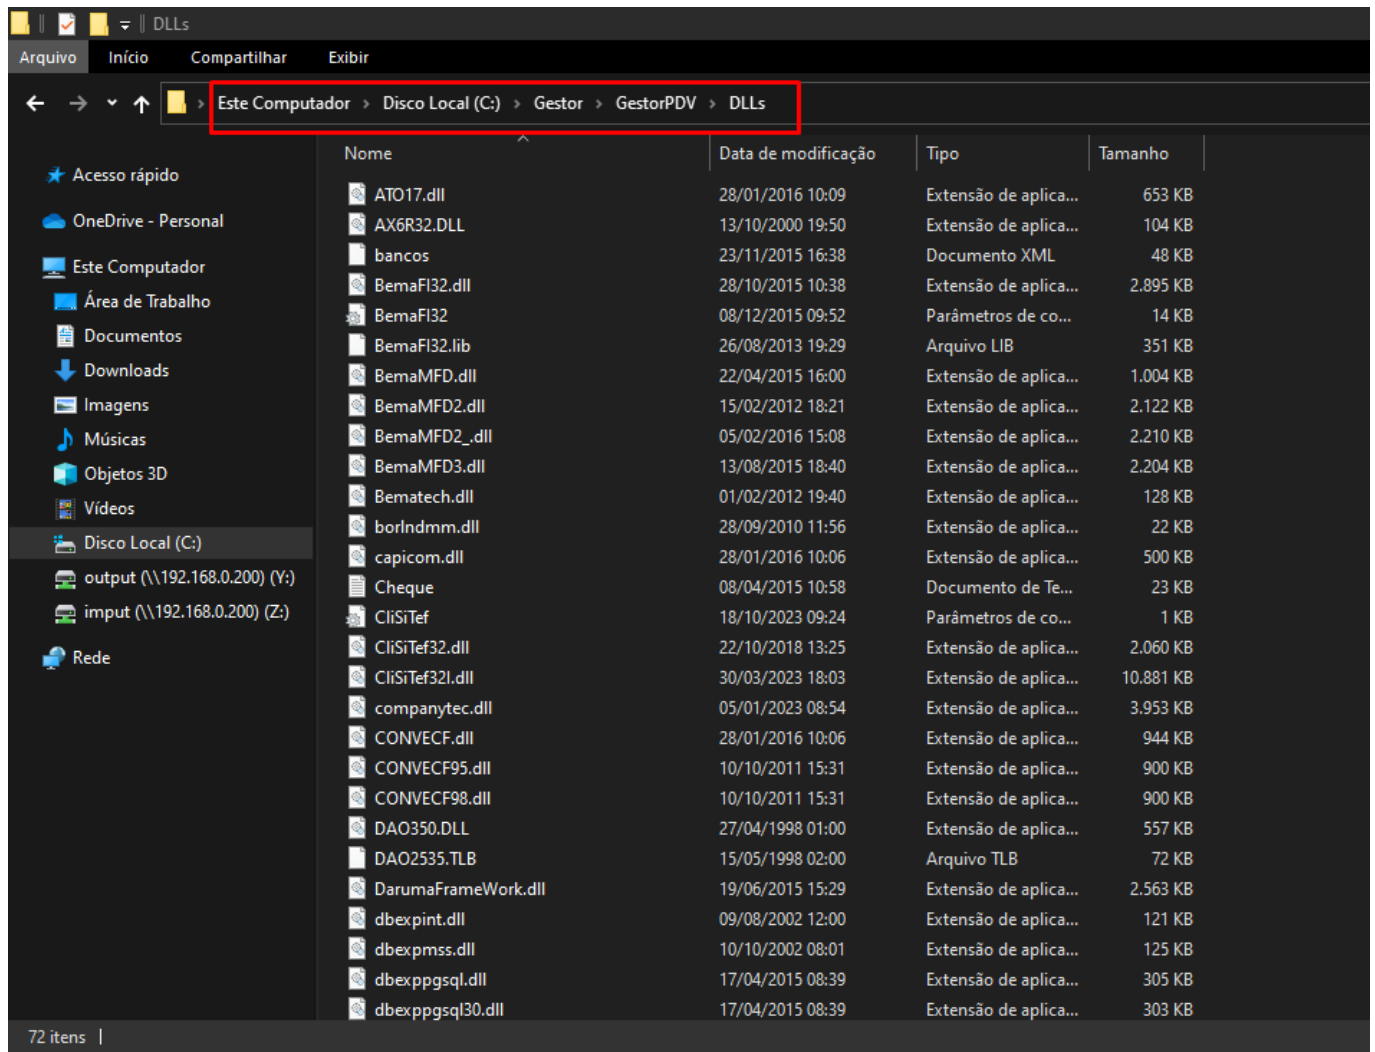 DLLs
Arquivo Início Compartilhar Exibir
Este Computador > Disco Local (C:) > Gestor > GestorPDV > DLLs
Nome Data de modificação Tipo Tamanho
Acesso rápido
OneDrive - Personal
Este Computador
Área de Trabalho
Documentos
Downloads
Imagens
Músicas
Objetos 3D
Vídeos
Disco Local (C:)
output (\\192.168.0.200) (Y:)
imput (\\192.168.0.200) (Z:)
Rede
ATO17.dll 28/01/2016 10:09 Extensão de aplica... 653 KB
AX6R32.DLL 13/10/2000 19:50 Extensão de aplica... 104 KB
bancos 23/11/2015 16:38 Documento XML 48 KB
BemaFI32.dll 28/10/2015 10:38 Extensão de aplica... 2.895 KB
BemaFI32 08/12/2015 09:52 Parâmetros de co... 14 KB
BemaFI32.lib 26/08/2013 19:29 Arquivo LIB 351 KB
BemaMFD.dll 22/04/2015 16:00 Extensão de aplica... 1.004 KB
BemaMFD2.dll 15/02/2012 18:21 Extensão de aplica... 2.122 KB
BemaMFD2_.dll 05/02/2016 15:08 Extensão de aplica... 2.210 KB
BemaMFD3.dll 13/08/2015 18:40 Extensão de aplica... 2.204 KB
Bematech.dll 01/02/2012 19:40 Extensão de aplica... 128 KB
borlndmm.dll 28/09/2010 11:56 Extensão de aplica... 22 KB
capicom.dll 28/01/2016 10:06 Extensão de aplica... 500 KB
Cheque 08/04/2015 10:58 Documento de Te... 23 KB
CliSiTef 18/10/2023 09:24 Parâmetros de co... 1 KB
CliSiTef32.dll 22/10/2018 13:25 Extensão de aplica... 2.060 KB
CliSiTef32I.dll 30/03/2023 18:03 Extensão de aplica... 10.881 KB
companytec.dll 05/01/2023 08:54 Extensão de aplica... 3.953 KB
CONVECF.dll 28/01/2016 10:06 Extensão de aplica... 944 KB
CONVECF95.dll 10/10/2011 15:31 Extensão de aplica... 900 KB
CONVECF98.dll 10/10/2011 15:31 Extensão de aplica... 900 KB
DAO350.DLL 27/04/1998 01:00 Extensão de aplica... 557 KB
DAO2535.TLB 15/05/1998 02:00 Arquivo TLB 72 KB
DarumaFrameWork.dll 19/06/2015 15:29 Extensão de aplica... 2.563 KB
dbexpint.dll 09/08/2002 12:00 Extensão de aplica... 121 KB
dbexpmss.dll 10/10/2002 08:01 Extensão de aplica... 125 KB
dbexppgsql.dll 17/04/2015 08:39 Extensão de aplica... 305 KB
dbexppgsql30.dll 17/04/2015 08:39 Extensão de aplica... 303 KB
72 itens